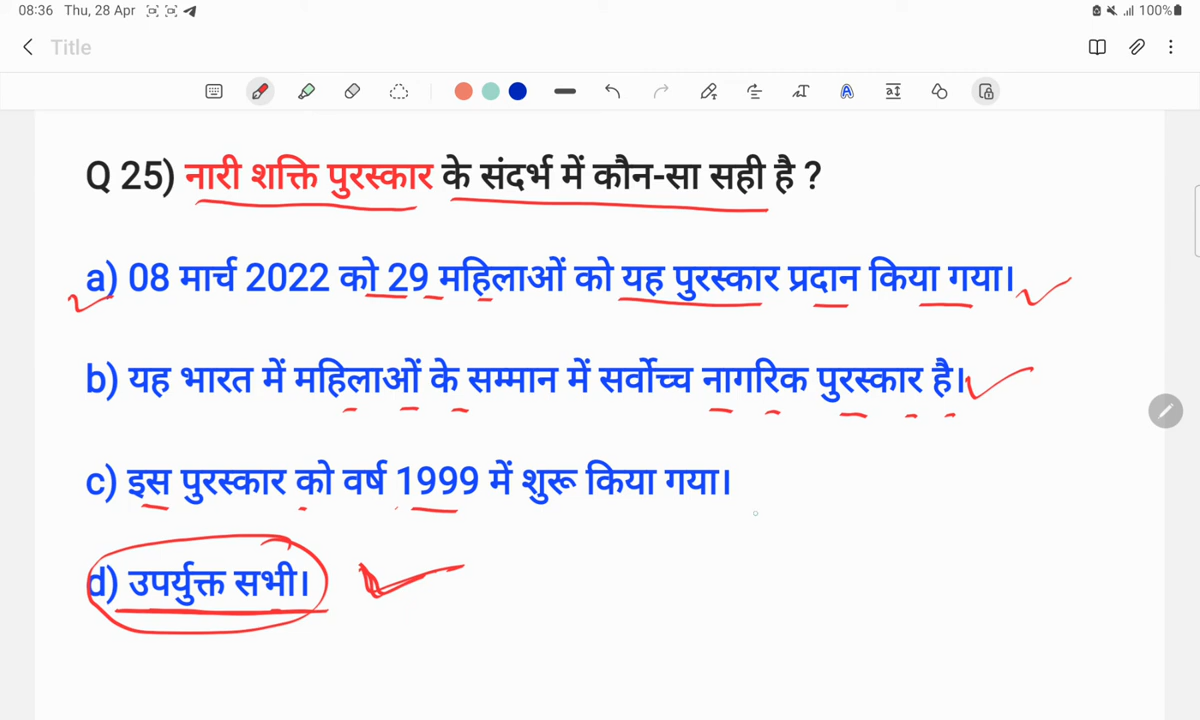 08:36 Thu, 28 Apr 100%
Title
Q 25) नारी शक्ति पुरस्कार के संदर्भ में कौन-सा सही है ?
a) 08 मार्च 2022 को 29 महिलाओं को यह पुरस्कार प्रदान किया गया।
b) यह भारत में महिलाओं के सम्मान में सर्वोच्च नागरिक पुरस्कार है।
c) इस पुरस्कार को वर्ष 1999 में शुरू किया गया।
d) उपर्युक्त सभी।